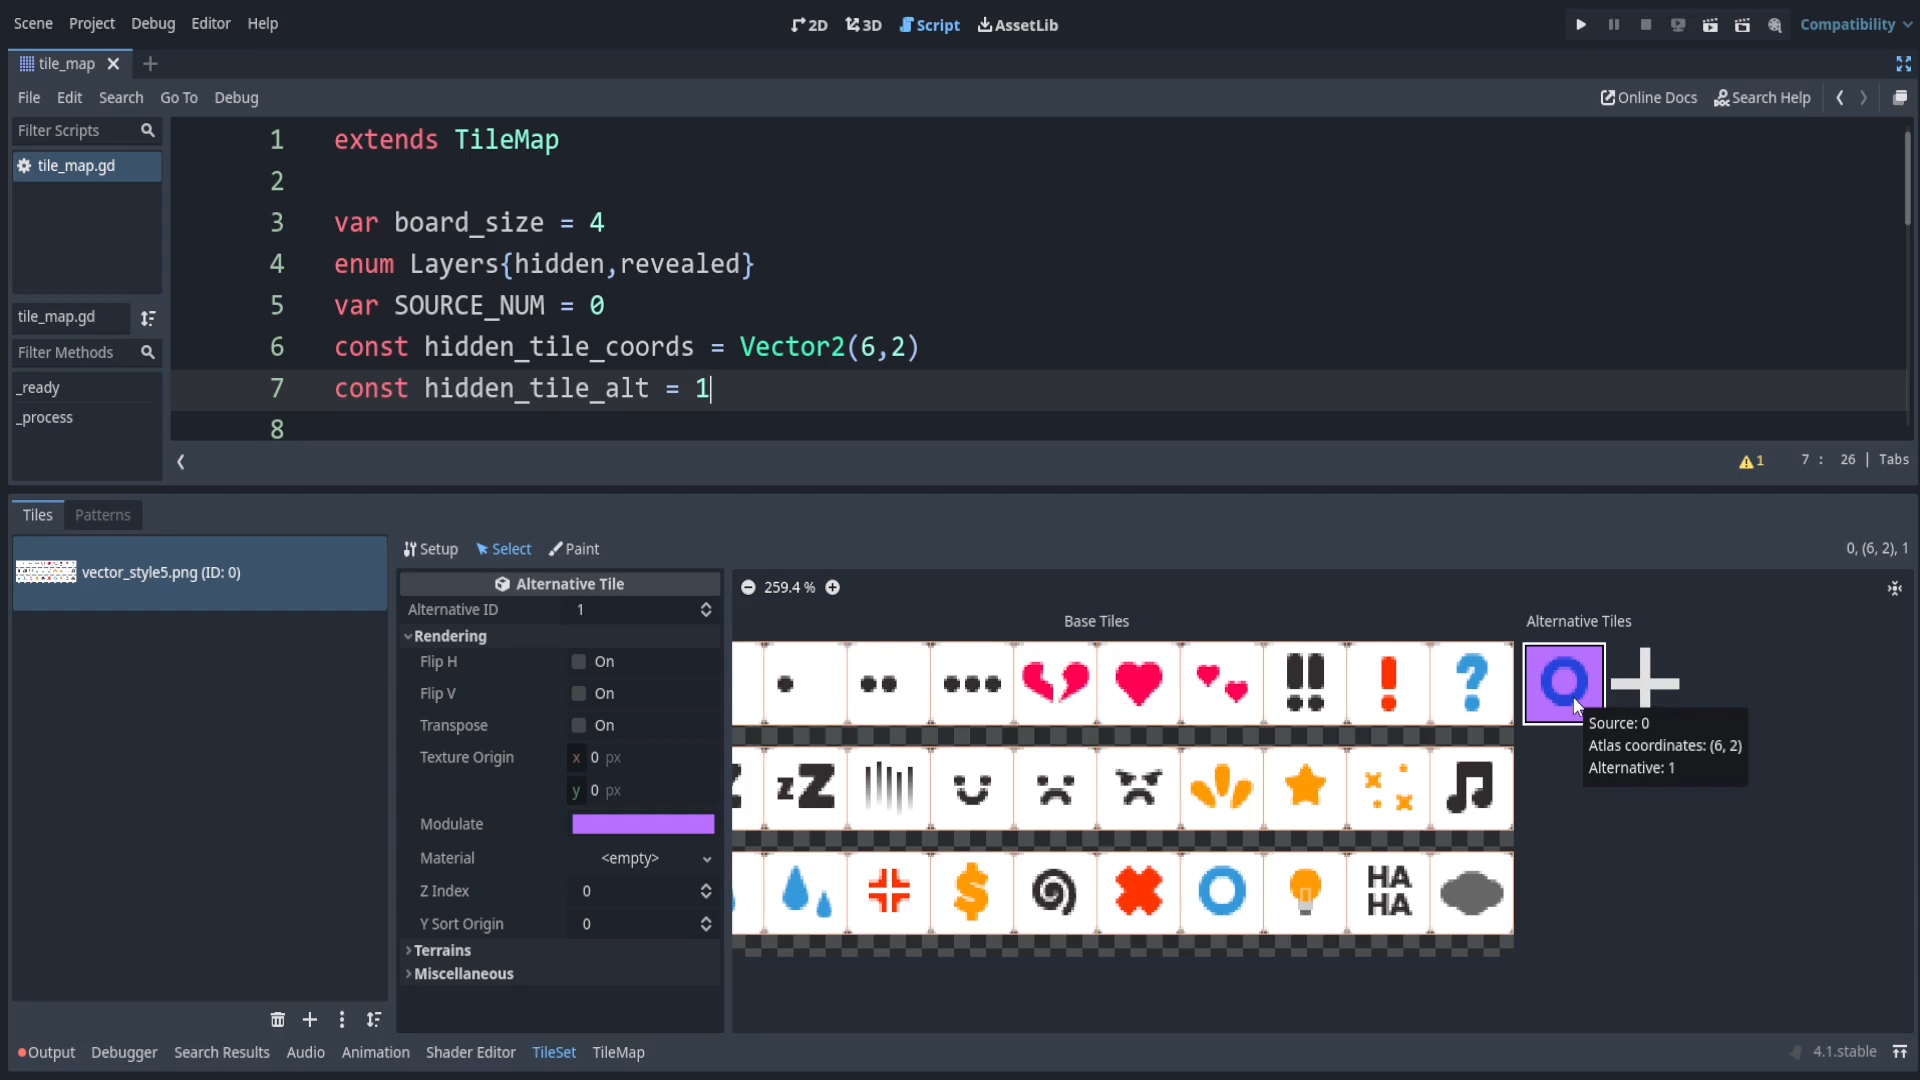 Scene Project Debug Editor Help
2D 3D Script AssetLib
Compatibility
tile_map
File Edit Search Go To Debug
Online Docs Search Help
Filter Scripts
tile_map.gd
tile_map.gd
Filter Methods
_ready
_process
1 extends TileMap
2
3 var board_size = 4
4 enum Layers{hidden,revealed}
5 var SOURCE_NUM = 0
6 const hidden_tile_coords = Vector2(6,2)
7 const hidden_tile_alt = 1
8
1 7 : 26 | Tabs
Tiles Patterns
vector_style5.png (ID: 0)
Setup Select Paint
0, (6, 2), 1
Alternative Tile
Alternative ID 1
Rendering
Flip H On
Flip V On
Transpose On
Texture Origin x 0 px
y 0 px
Modulate
Material <empty>
Z Index 0
Y Sort Origin 0
Terrains
Miscellaneous
259.4 %
Base Tiles
Alternative Tiles
!! ! ?
zZ
$ HA
HA
Source: 0
Atlas coordinates: (6, 2)
Alternative: 1
Output Debugger Search Results Audio Animation Shader Editor TileSet TileMap
4.1.stable